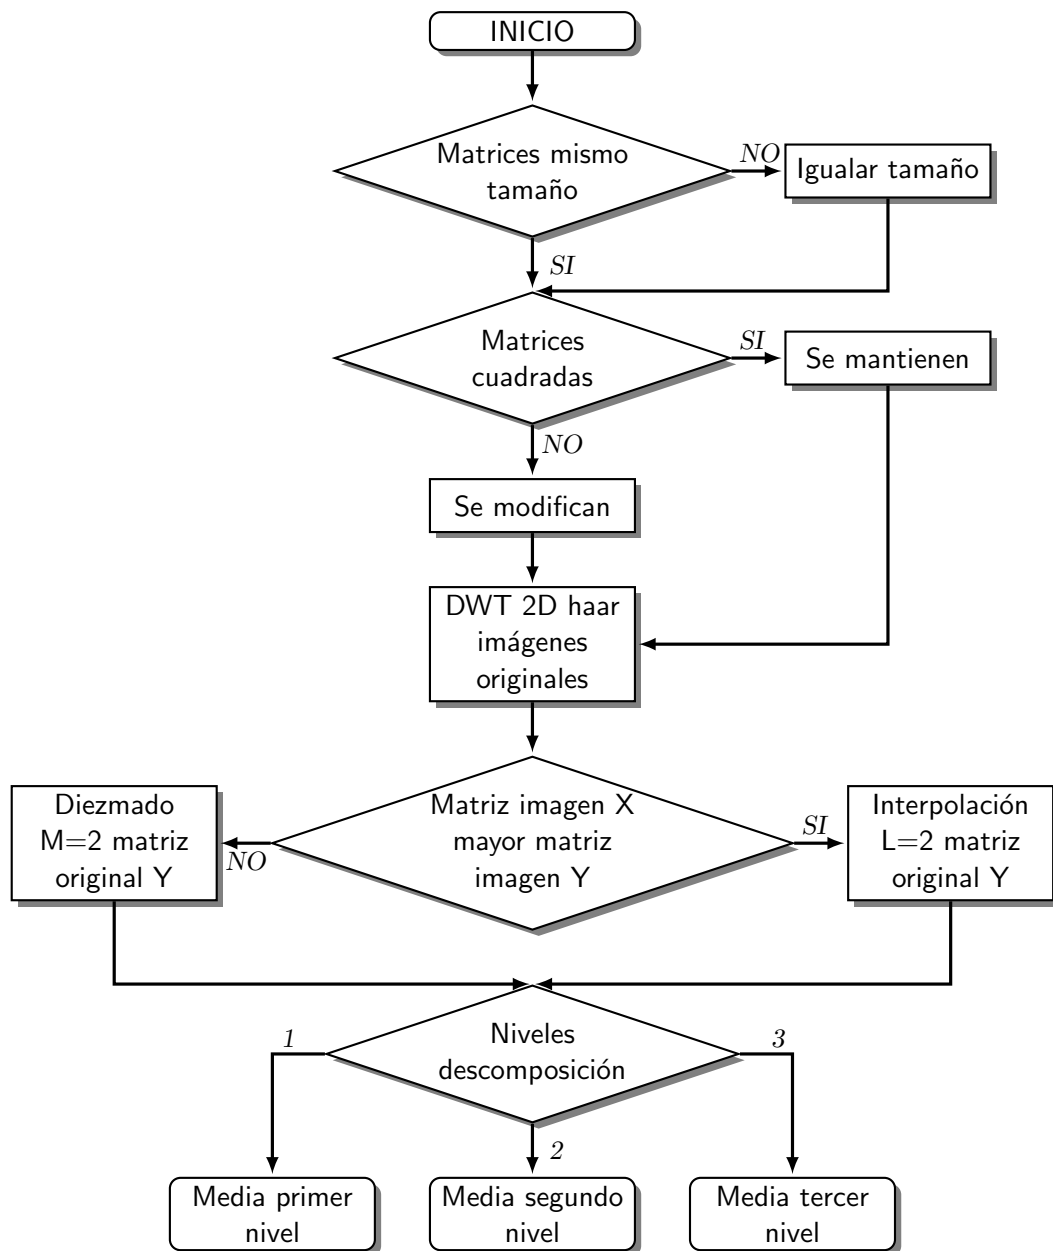 INICIO
Matrices mismo
tamaño
NO
Igualar tamaño
SI
Matrices
cuadradas
SI
Se mantienen
NO
Se modifican
DWT 2D haar
imágenes
originales
Diezmado
M=2 matriz
original Y
NO
Matriz imagen X
mayor matriz
imagen Y
SI
Interpolación
L=2 matriz
original Y
1
Niveles
descomposición
3
2
Media primer
nivel
Media segundo
nivel
Media tercer
nivel